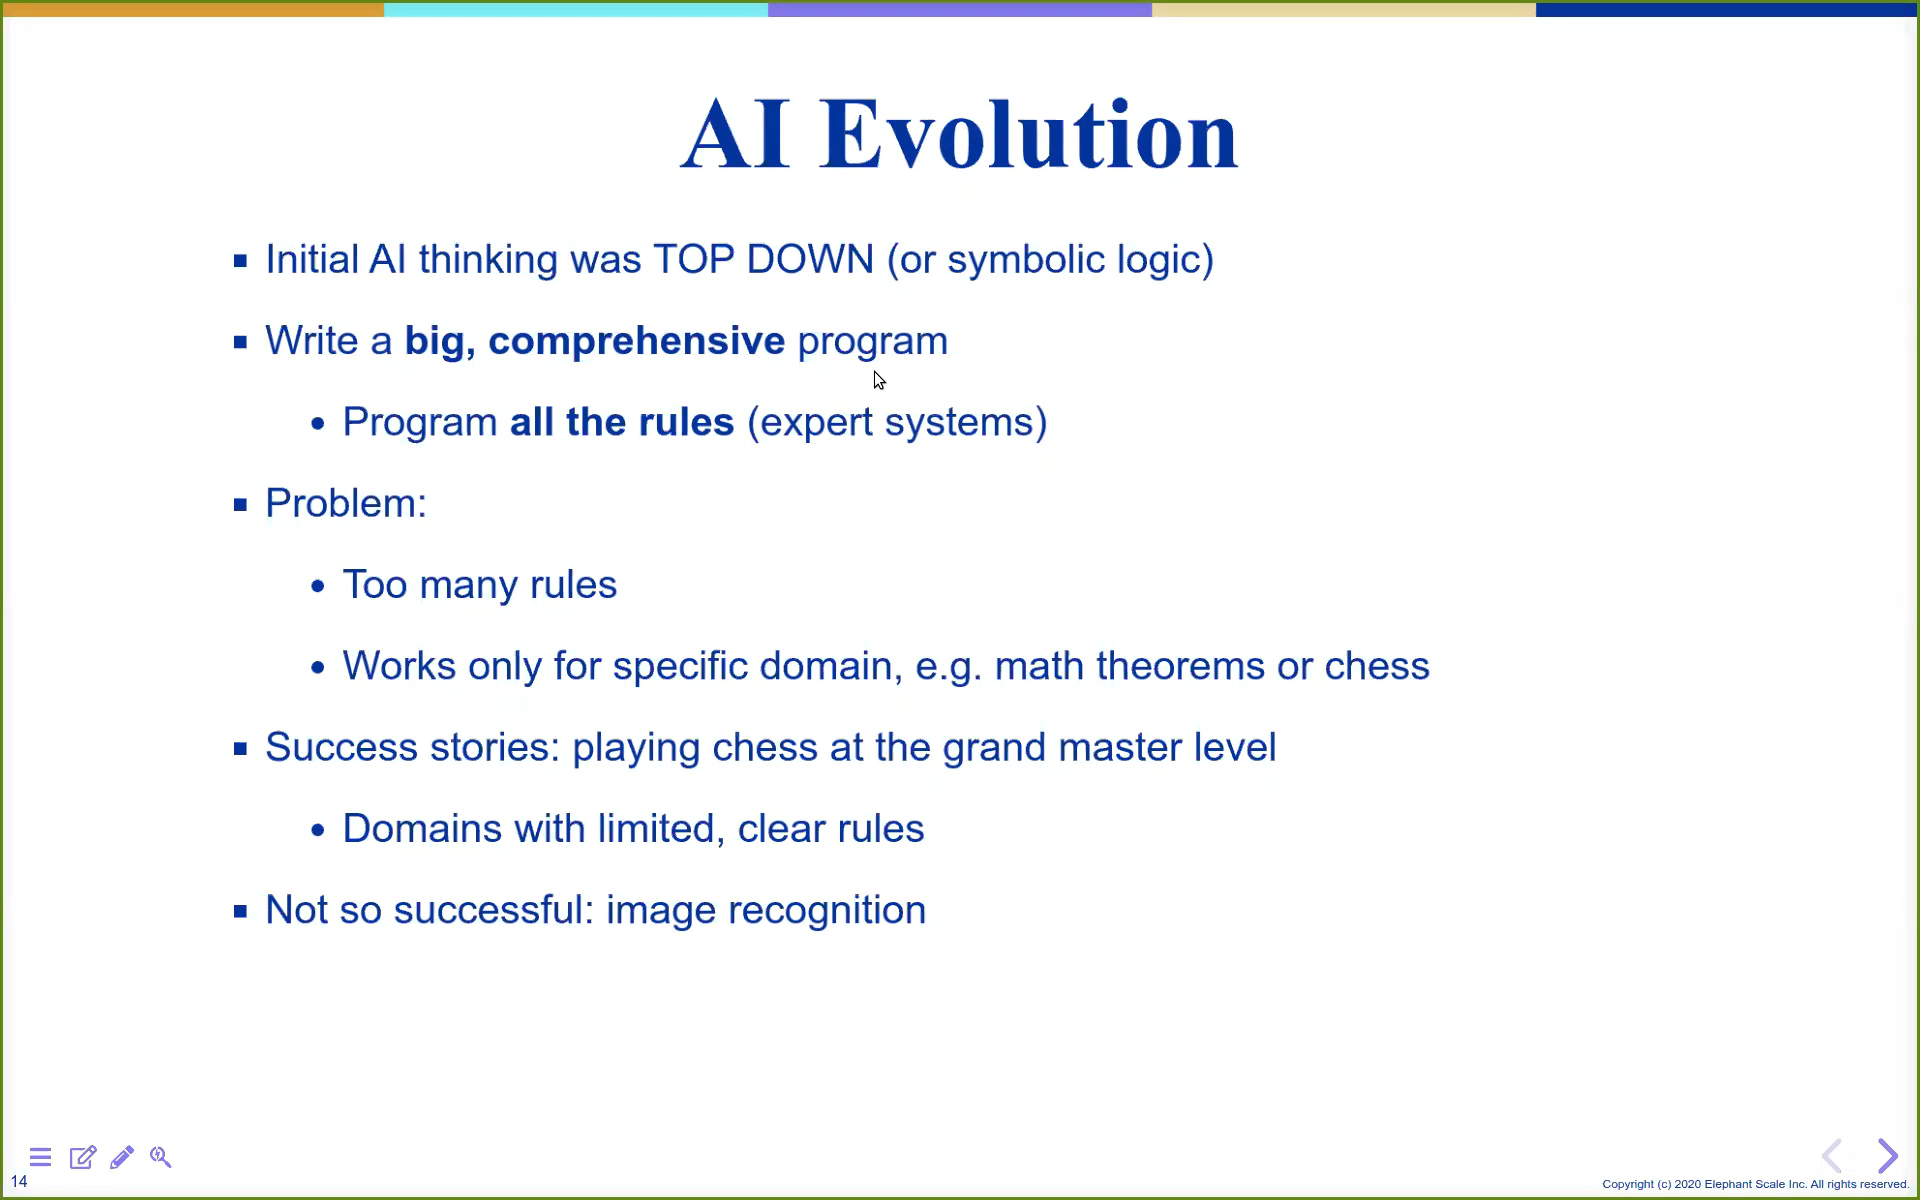 AI Evolution
Initial AI thinking was TOP DOWN (or symbolic logic)
Write a big, comprehensive program
Program all the rules (expert systems)
Problem:
Too many rules
Works only for specific domain, e.g. math theorems or chess
Success stories: playing chess at the grand master level
Domains with limited, clear rules
Not so successful: image recognition
14
Copyright (c) 2020 Elephant Scale Inc. All rights reserved.